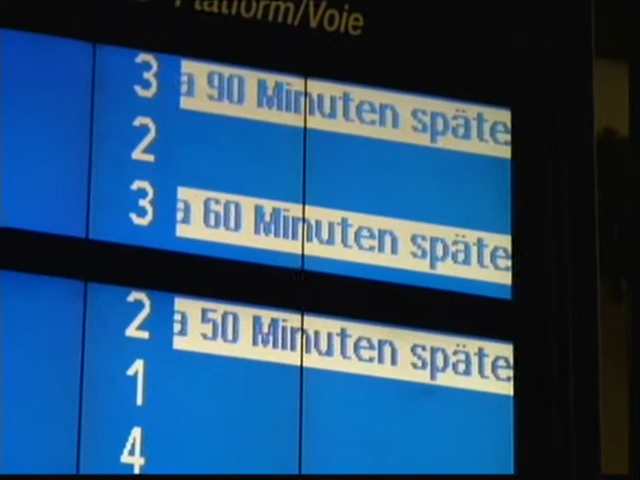 Platform/Voie
3 a 90 Minuten späte
2
3 a 60 Minuten späte
2 a 50 Minuten späte
1
4